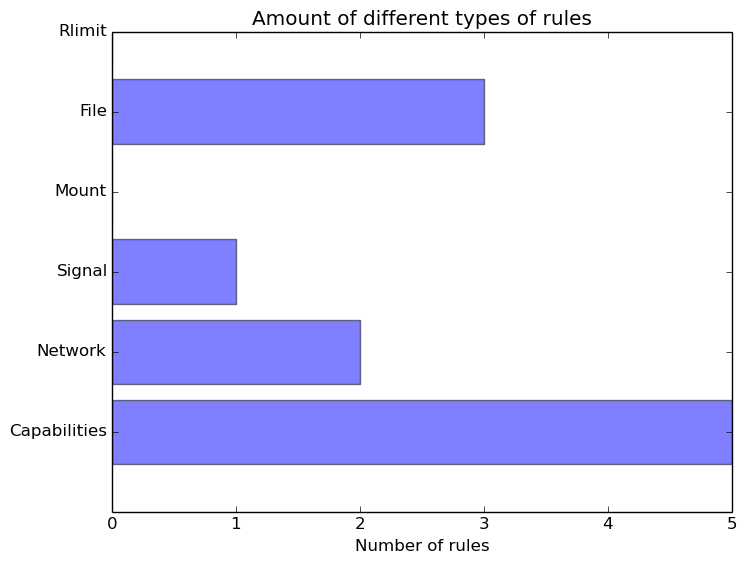 Amount of different types of rules
Rlimit
File
Mount
Signal
Network
Capabilities
0 1 2 3 4 5
Number of rules